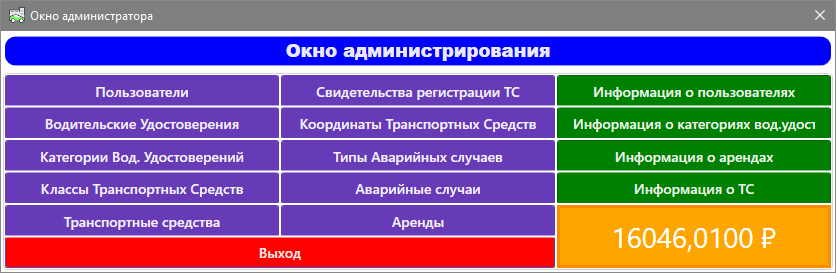 Окно администратора
Окно администрирования
Пользователи
Свидетельства регистрации ТС
Информация о пользователях
Водительские Удостоверения
Координаты Транспортных Средств
Информация о категориях вод.удост
Категории Вод. Удостоверений
Типы Аварийных случаев
Информация о арендах
Классы Транспортных Средств
Аварийные случаи
Информация о ТС
Транспортные средства
Аренды
16046,0100 ₽
Выход